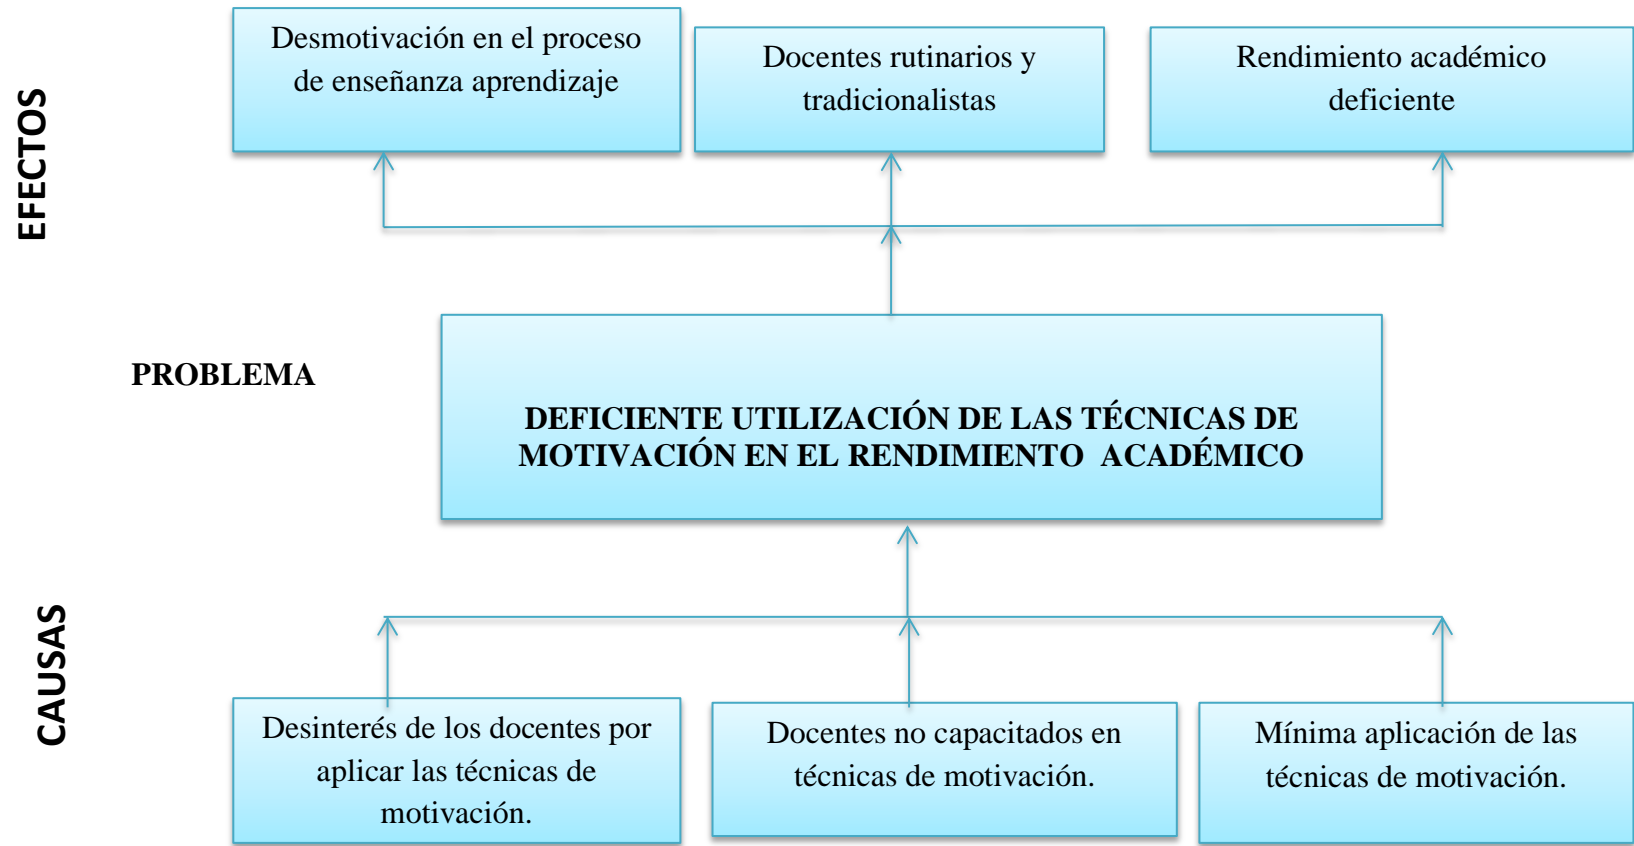 EFECTOS
Desmotivación en el proceso
de enseñanza aprendizaje
Docentes rutinarios y
tradicionalistas
Rendimiento académico
deficiente
PROBLEMA
DEFICIENTE UTILIZACIÓN DE LAS TÉCNICAS DE
MOTIVACIÓN EN EL RENDIMIENTO ACADÉMICO
CAUSAS
Desinterés de los docentes por
aplicar las técnicas de
motivación.
Docentes no capacitados en
técnicas de motivación.
Mínima aplicación de las
técnicas de motivación.